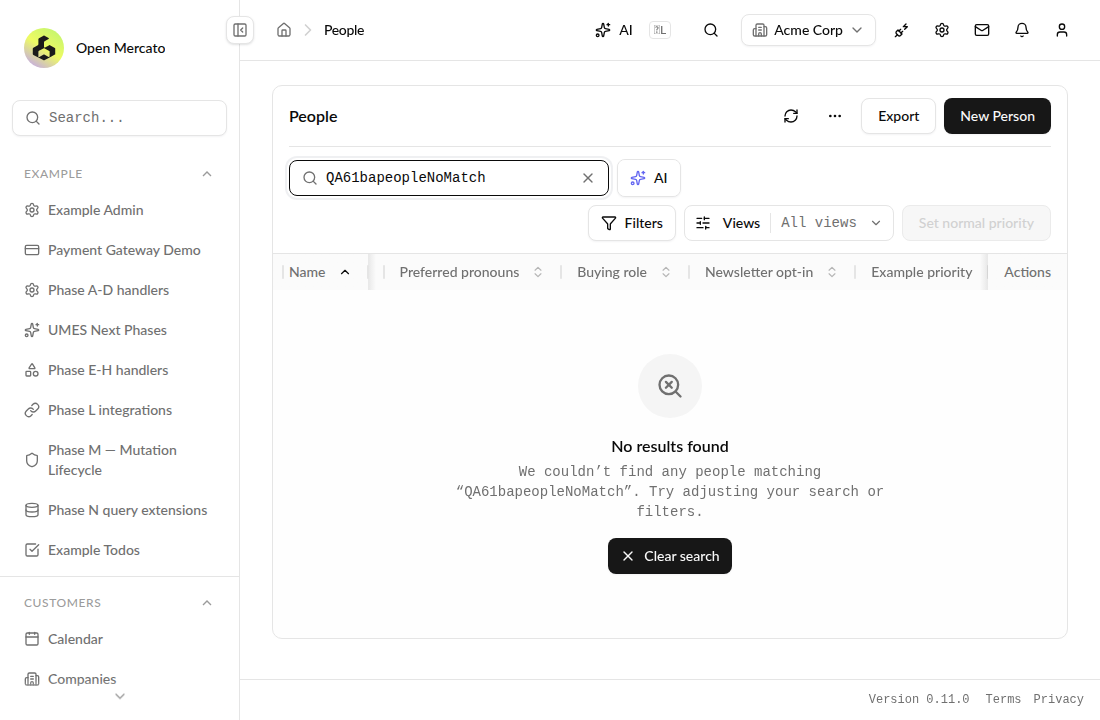 Open Mercato
People
AI
L
Acme Corp
Search...
EXAMPLE
Example Admin
Payment Gateway Demo
Phase A-D handlers
UMES Next Phases
Phase E-H handlers
Phase L integrations
Phase M — Mutation
Lifecycle
Phase N query extensions
Example Todos
CUSTOMERS
Calendar
Companies
People
Export
New Person
QA61bapeopleNoMatch
AI
Filters
Views
All views
Set normal priority
Name
Preferred pronouns
Buying role
Newsletter opt-in
Example priority
Actions
No results found
We couldn’t find any people matching
“QA61bapeopleNoMatch”. Try adjusting your search or
filters.
Clear search
Version 0.11.0
Terms
Privacy